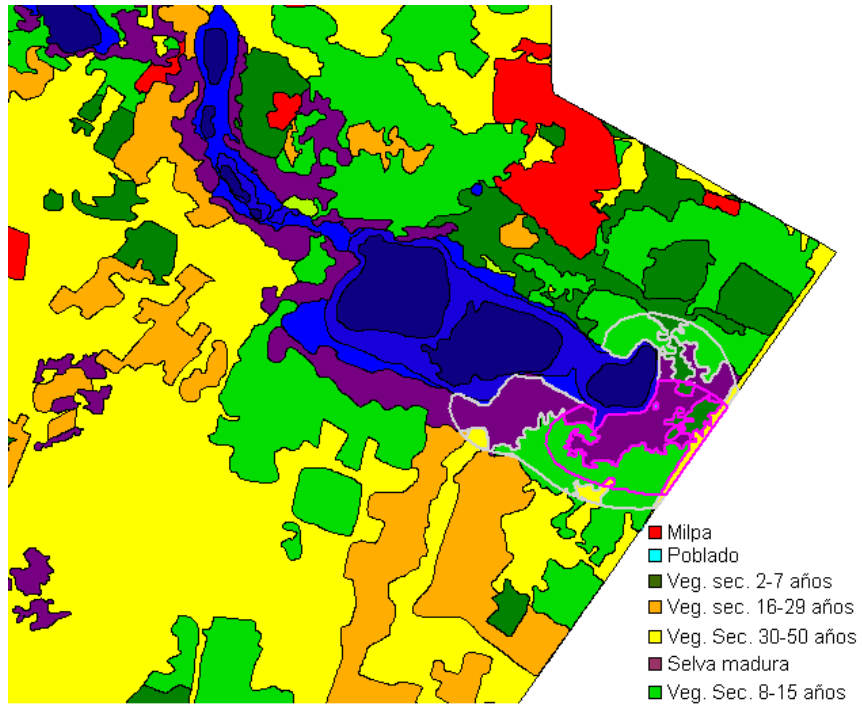 Milpa
Poblado
Veg. sec. 2-7 años
Veg. sec. 16-29 años
Veg. Sec. 30-50 años
Selva madura
Veg. Sec. 8-15 años